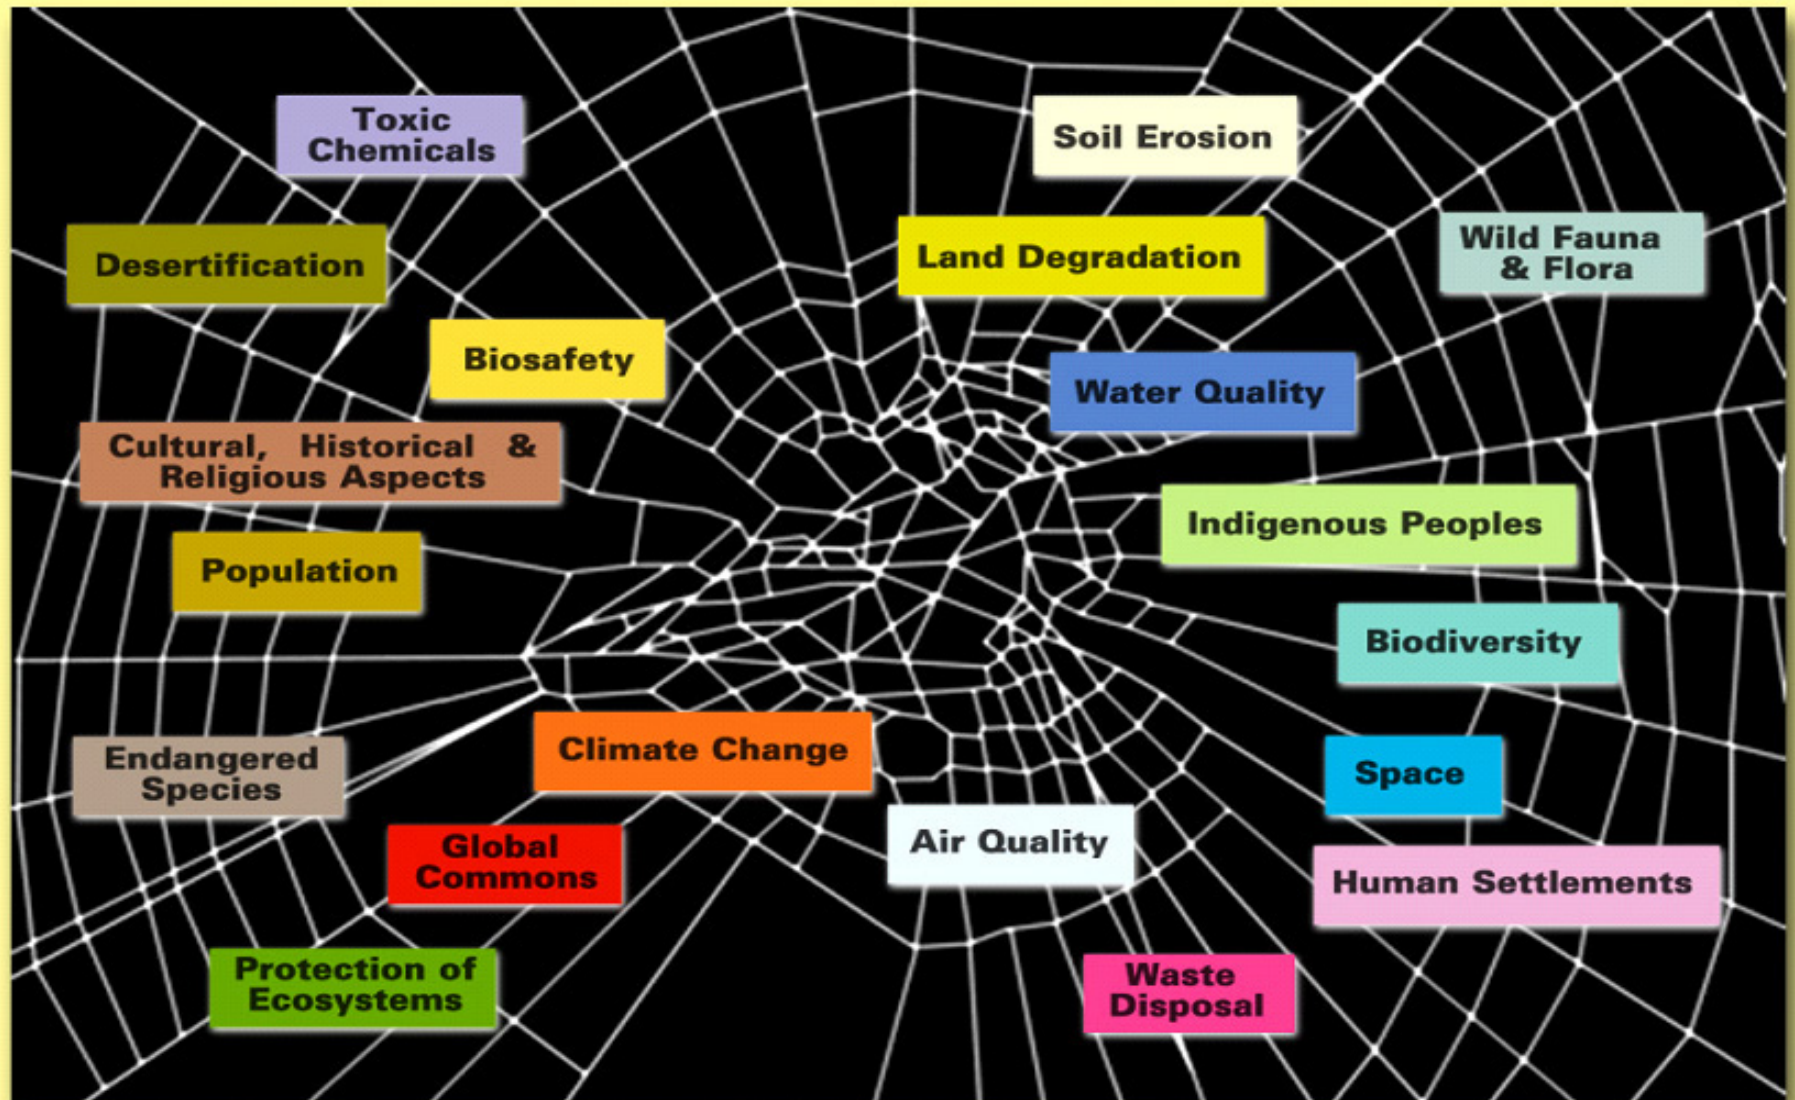 Toxic
Chemicals
Soil Erosion
Desertification
Land Degradation
Wild Fauna
& Flora
Biosafety
Water Quality
Cultural, Historical &
Religious Aspects
Indigenous Peoples
Population
Biodiversity
Endangered
Species
Climate Change
Space
Global
Commons
Air Quality
Human Settlements
Protection of
Ecosystems
Waste
Disposal